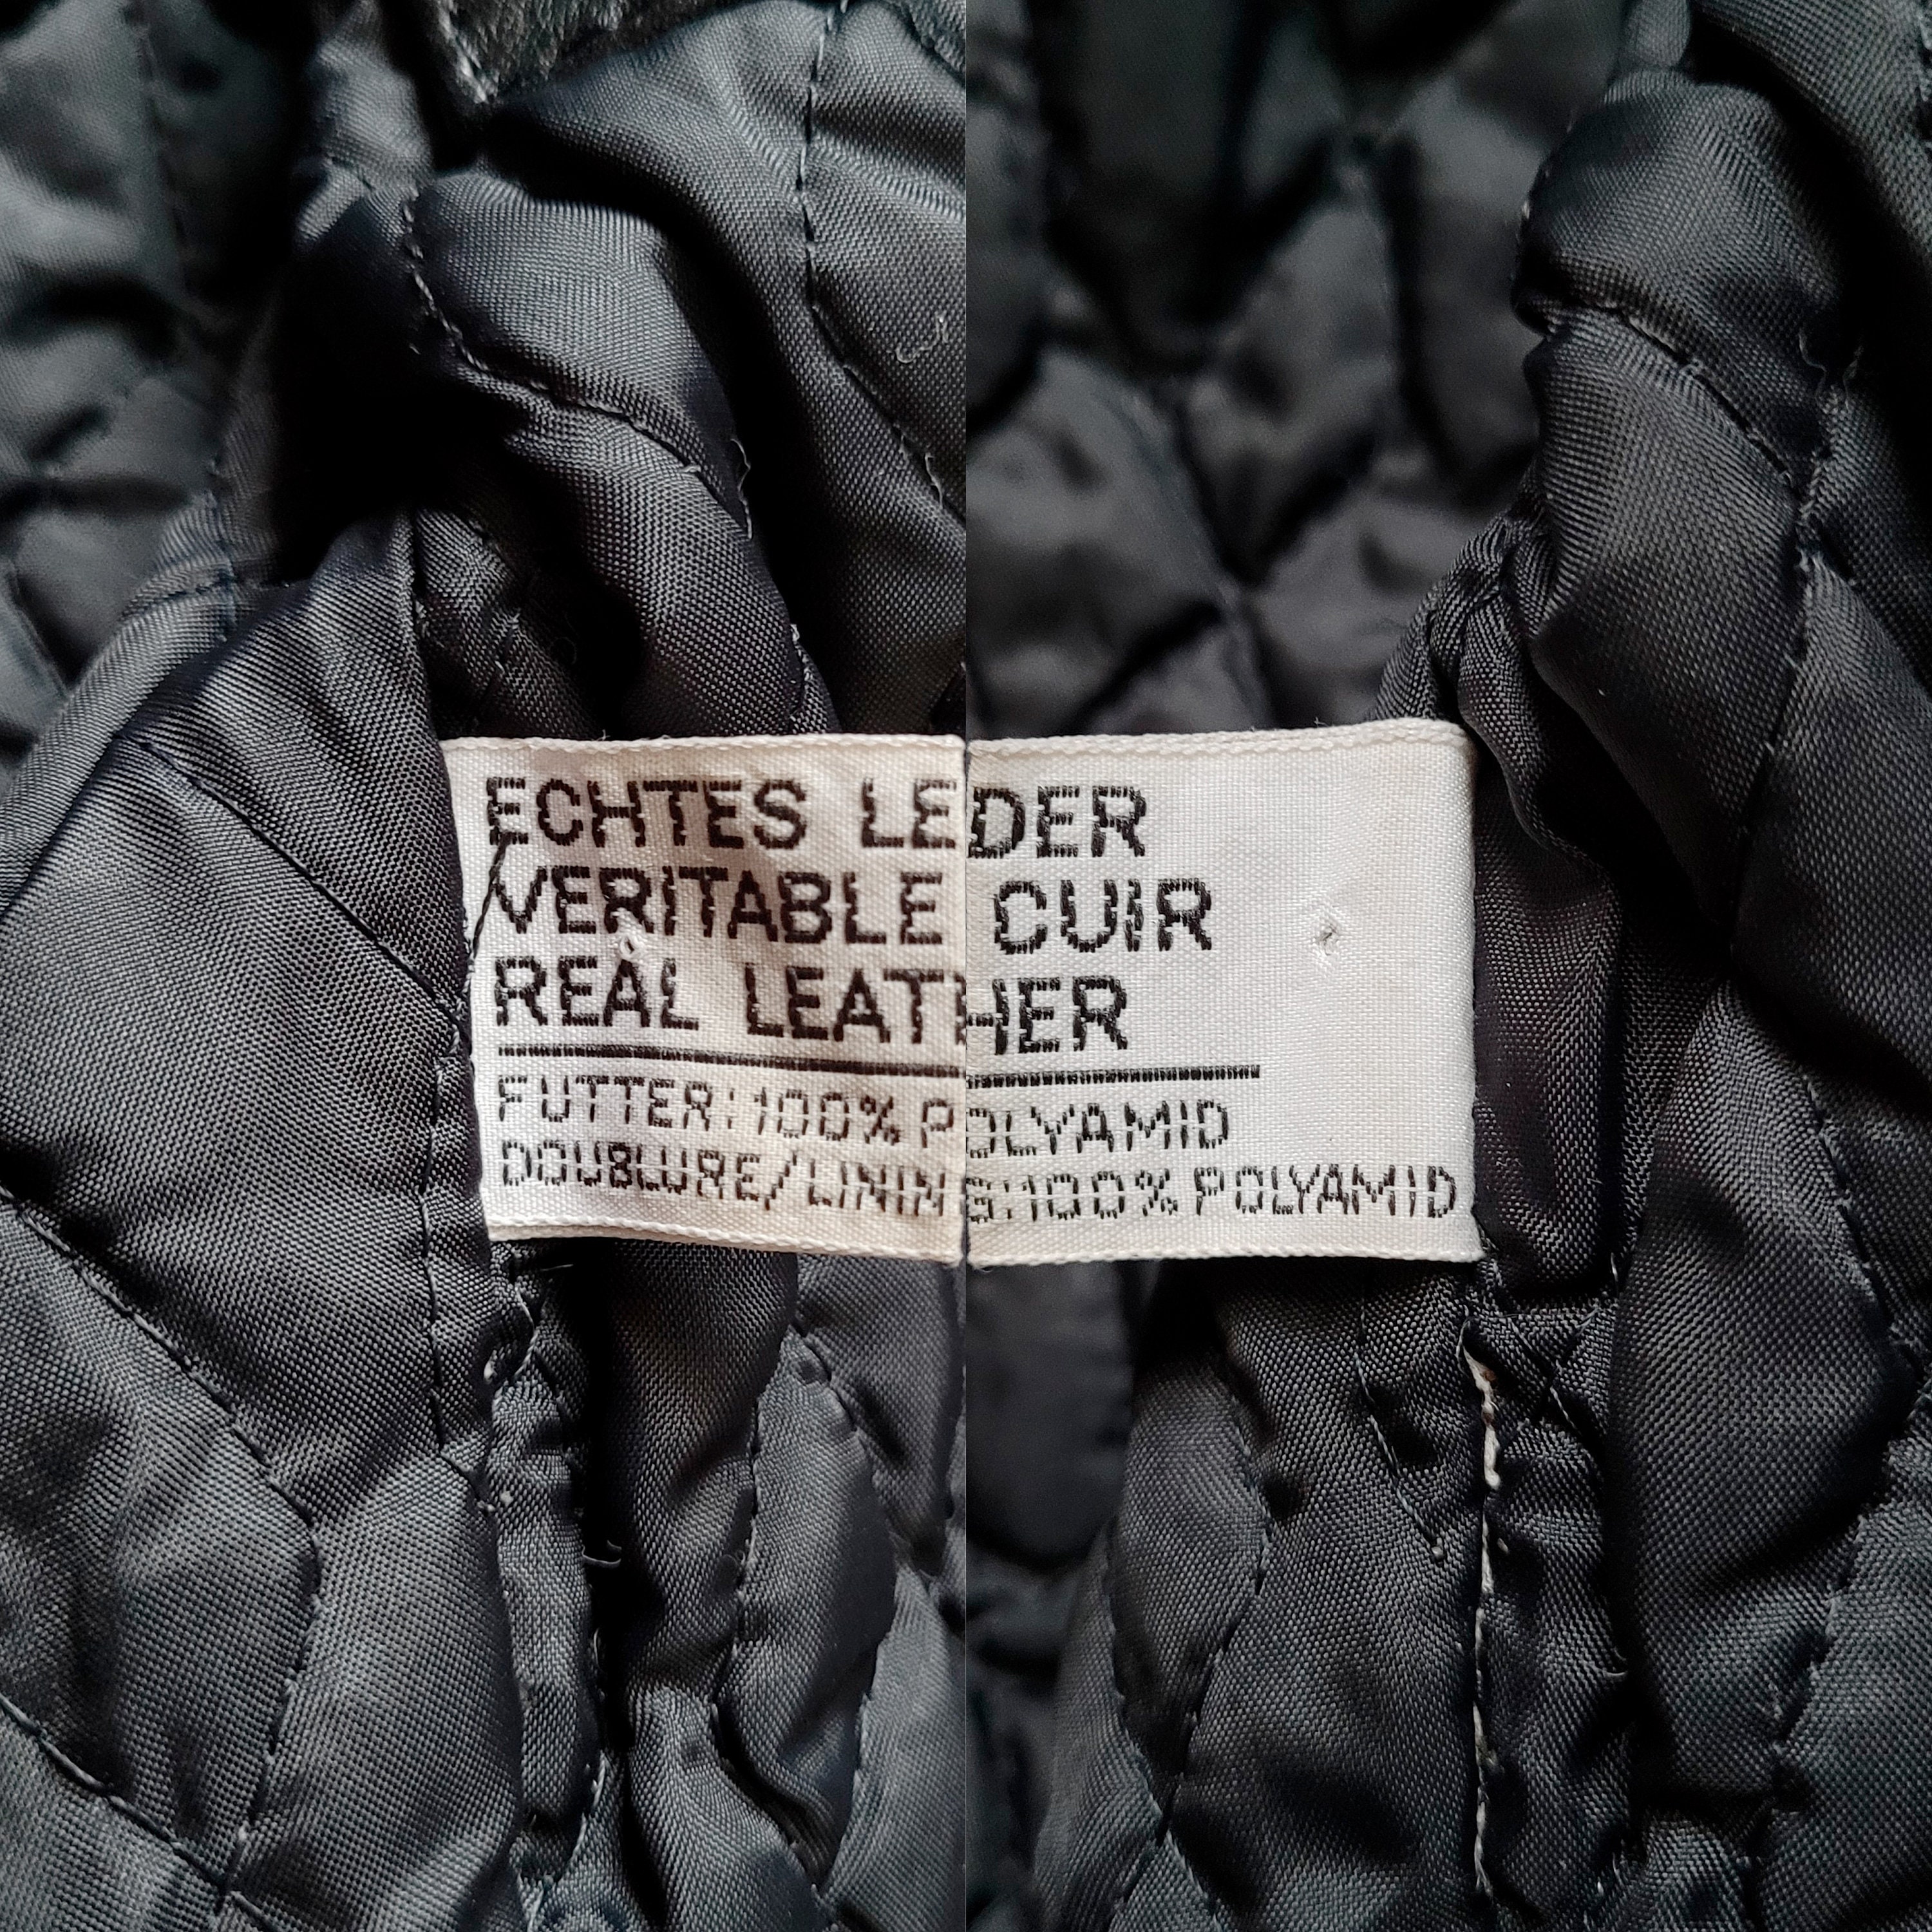 ECHTES LEDER
VERITABLE CUIR
REAL LEATHER
FUTTER:100% POLYAMID
DOUBLURE/LINING:100% POLYAMID